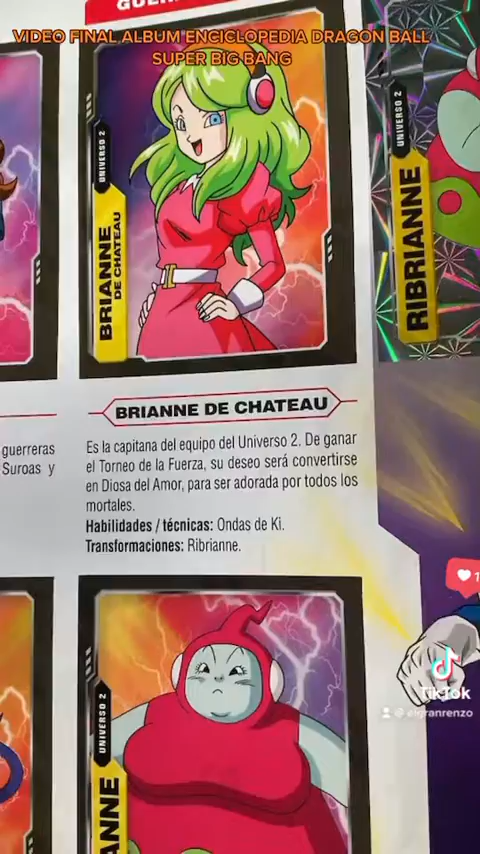 GUER
VIDEO FINAL ALBUM ENCICLOPEDIA DRAGON BALL
SUPER BIG BANG
UNIVERSO 2
BRIANNE
DE CHATEAU
UNIVERSO 2
RIBRIANNE
BRIANNE DE CHATEAU
guerreras
Suroas y
Es la capitana del equipo del Universo 2. De ganar
el Torneo de la Fuerza, su deseo será convertirse
en Diosa del Amor, para ser adorada por todos los
mortales.
Habilidades / técnicas: Ondas de Ki.
Transformaciones: Ribrianne.
UNIVERSO 2
ANNE
1
TikTok
@elgranrenzo